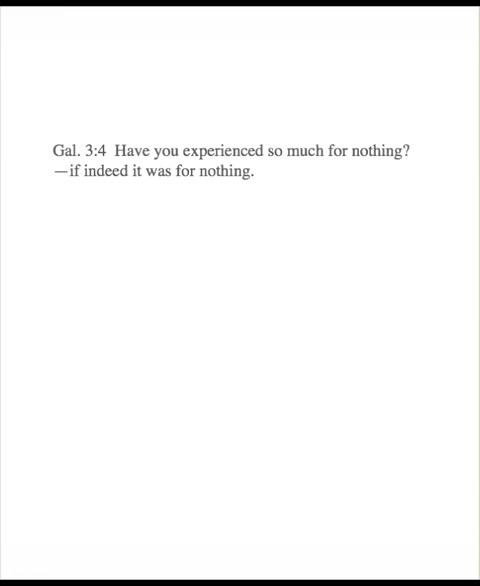 Gal. 3:4 Have you experienced so much for nothing?
—if indeed it was for nothing.